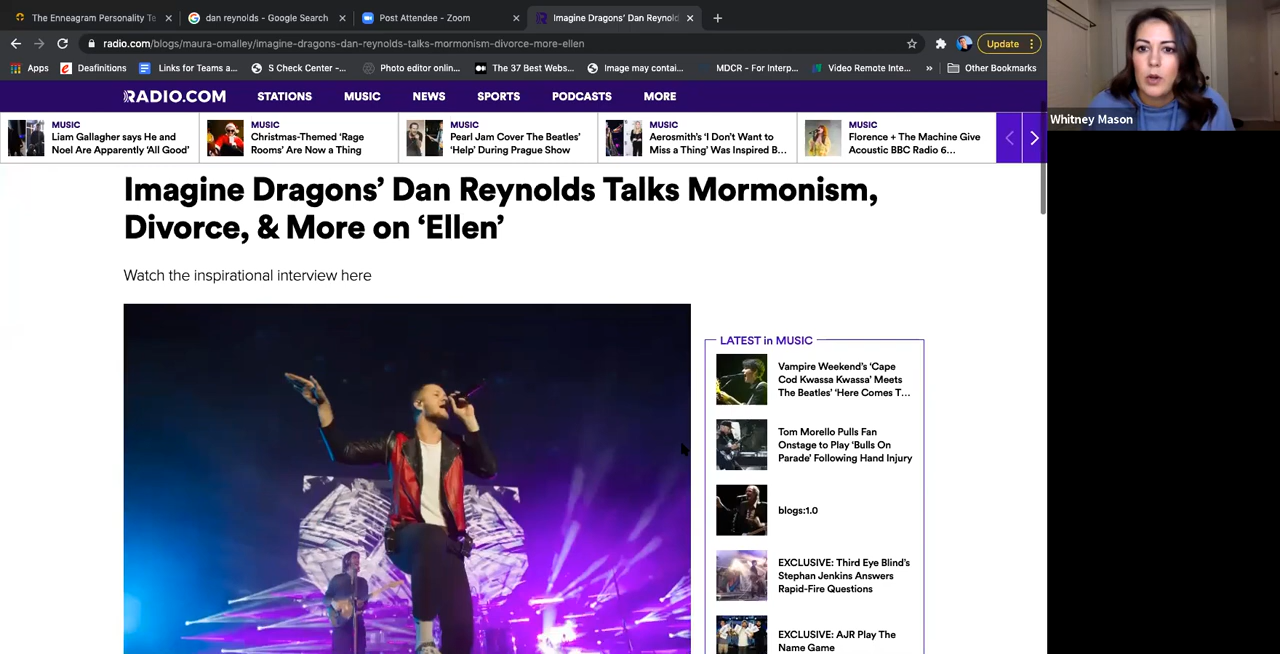 The Enneagram Personality Te
dan reynolds - Google Search
Post Attendee - Zoom
Imagine Dragons' Dan Reynold
radio.com/blogs/maura-omalley/imagine-dragons-dan-reynolds-talks-mormonism-divorce-more-ellen
Update
Apps
Deafinitions
Links for Teams a...
S Check Center -...
Photo editor onlin...
The 37 Best Webs...
Image may contai...
MDCR - For Interp...
Video Remote Inte...
»
Other Bookmarks
Whitney Mason
RADIO.COM
STATIONS
MUSIC
NEWS
SPORTS
PODCASTS
MORE
MUSIC
Liam Gallagher says He and
Noel Are Apparently ‘All Good’
MUSIC
Christmas-Themed ‘Rage
Rooms’ Are Now a Thing
MUSIC
Pearl Jam Cover The Beatles’
‘Help’ During Prague Show
MUSIC
Aerosmith's ‘I Don’t Want to
Miss a Thing’ Was Inspired B...
MUSIC
Florence + The Machine Give
Acoustic BBC Radio 6...
Imagine Dragons’ Dan Reynolds Talks Mormonism,
Divorce, & More on ‘Ellen’
Watch the inspirational interview here
LATEST in MUSIC
Vampire Weekend’s ‘Cape
Cod Kwassa Kwassa’ Meets
The Beatles’ ‘Here Comes T...
Tom Morello Pulls Fan
Onstage to Play ‘Bulls On
Parade’ Following Hand Injury
blogs:1.0
EXCLUSIVE: Third Eye Blind’s
Stephan Jenkins Answers
Rapid-Fire Questions
EXCLUSIVE: AJR Play The
Name Game